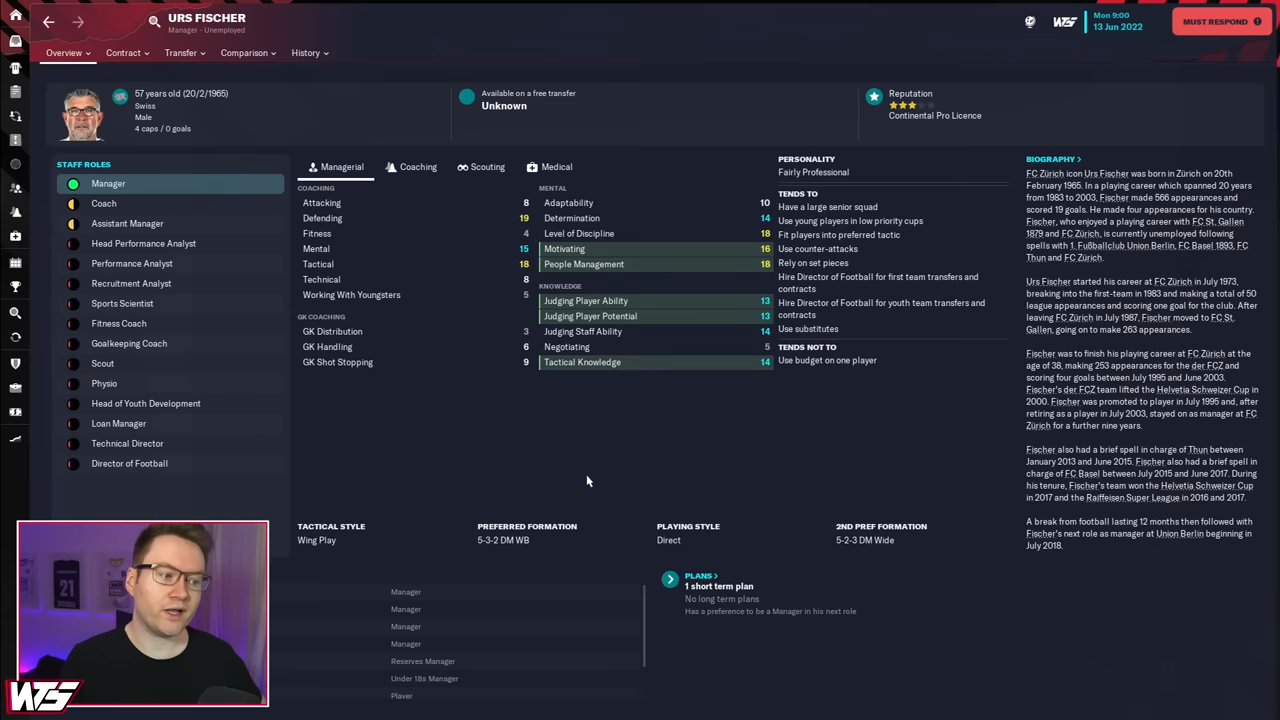 URS FISCHER
Manager - Unemployed
WTS
Mon 9:00
13 Jun 2022
MUST RESPOND
Overview
Contract
Transfer
Comparison
History
57 years old (20/2/1965)
Swiss
Male
4 caps / 0 goals
Available on a free transfer
Unknown
Reputation
Continental Pro Licence
STAFF ROLES
Manager
Coach
Assistant Manager
Head Performance Analyst
Performance Analyst
Recruitment Analyst
Sports Scientist
Fitness Coach
Goalkeeping Coach
Scout
Physio
Head of Youth Development
Loan Manager
Technical Director
Director of Football
Managerial
Coaching
Scouting
Medical
COACHING
Attacking 8
Defending 19
Fitness 4
Mental 15
Tactical 18
Technical 8
Working With Youngsters 5
GK COACHING
GK Distribution 3
GK Handling 6
GK Shot Stopping 9
MENTAL
Adaptability 10
Determination 14
Level of Discipline 18
Motivating 16
People Management 18
KNOWLEDGE
Judging Player Ability 13
Judging Player Potential 13
Judging Staff Ability 14
Negotiating 5
Tactical Knowledge 14
PERSONALITY
Fairly Professional
TENDS TO
Have a large senior squad
Use young players in low priority cups
Fit players into preferred tactic
Use counter-attacks
Rely on set pieces
Hire Director of Football for first team transfers and
contracts
Hire Director of Football for youth team transfers and
contracts
Use substitutes
TENDS NOT TO
Use budget on one player
BIOGRAPHY >
FC Zürich icon Urs Fischer was born in Zürich on 20th
February 1965. In a playing career which spanned 20 years
from 1983 to 2003, Fischer made 566 appearances and
scored 19 goals. He made four appearances for his country.
Fischer, who enjoyed a playing career with FC St. Gallen
1879 and FC Zürich, is currently unemployed following
spells with 1. Fußballclub Union Berlin, FC Basel 1893, FC
Thun and FC Zürich.
Urs Fischer started his career at FC Zürich in July 1973,
breaking into the first-team in 1983 and making a total of 50
league appearances and scoring one goal for the club. After
leaving FC Zürich in July 1987, Fischer moved to FC St.
Gallen, going on to make 263 appearances.
Fischer was to finish his playing career at FC Zürich at the
age of 38, making 253 appearances for the der FCZ and
scoring four goals between July 1995 and June 2003.
Fischer's der FCZ team lifted the Helvetia Schweizer Cup in
2000. Fischer was promoted to player in July 1995 and, after
retiring as a player in July 2003, stayed on as manager at FC
Zürich for a further nine years.
Fischer also had a brief spell in charge of Thun between
January 2013 and June 2015. Fischer also had a brief spell in
charge of FC Basel between July 2015 and June 2017. During
his tenure, Fischer's team won the Helvetia Schweizer Cup
in 2017 and the Raiffeisen Super League in 2016 and 2017.
A break from football lasting 12 months then followed with
Fischer's next role as manager at Union Berlin beginning in
July 2018.
TACTICAL STYLE
Wing Play
PREFERRED FORMATION
5-3-2 DM WB
PLAYING STYLE
Direct
2ND PREF FORMATION
5-2-3 DM Wide
Manager
Manager
Manager
Manager
Reserves Manager
Under 18s Manager
Player
PLANS >
1 short term plan
No long term plans
Has a preference to be a Manager in his next role
21
WTS